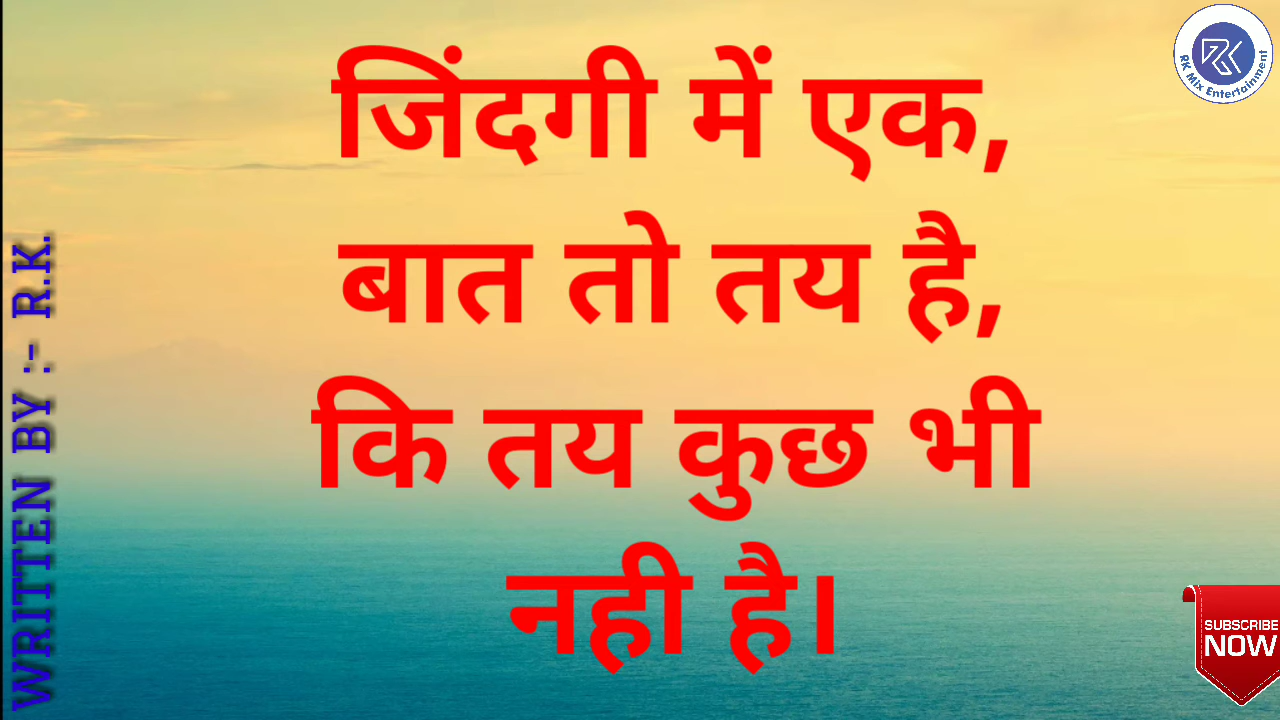 जिंदगी में एक,
बात तो तय है,
कि तय कुछ भी
नही है।
WRITTEN BY :- R.K.
RK Mix Entertainment
SUBSCRIBE
NOW